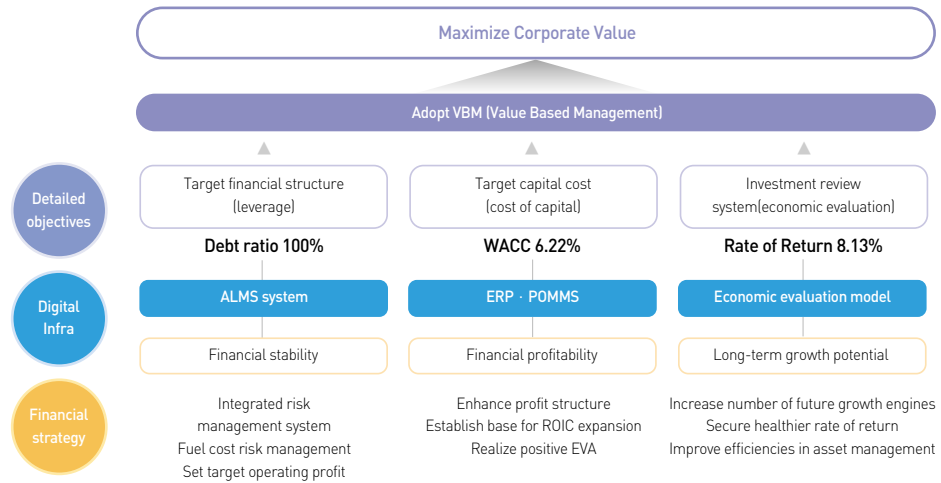 Maximize Corporate Value
Adopt VBM (Value Based Management)
Detailed
objectives
Target financial structure
(leverage)
Target capital cost
(cost of capital)
Investment review
system(economic evaluation)
Debt ratio 100%
WACC 6.22%
Rate of Return 8.13%
Digital
Infra
ALMS system
ERP · POMMS
Economic evaluation model
Financial stability
Financial profitability
Long-term growth potential
Financial
strategy
Integrated risk
management system
Fuel cost risk management
Set target operating profit
Enhance profit structure
Establish base for ROIC expansion
Realize positive EVA
Increase number of future growth engines
Secure healthier rate of return
Improve efficiencies in asset management